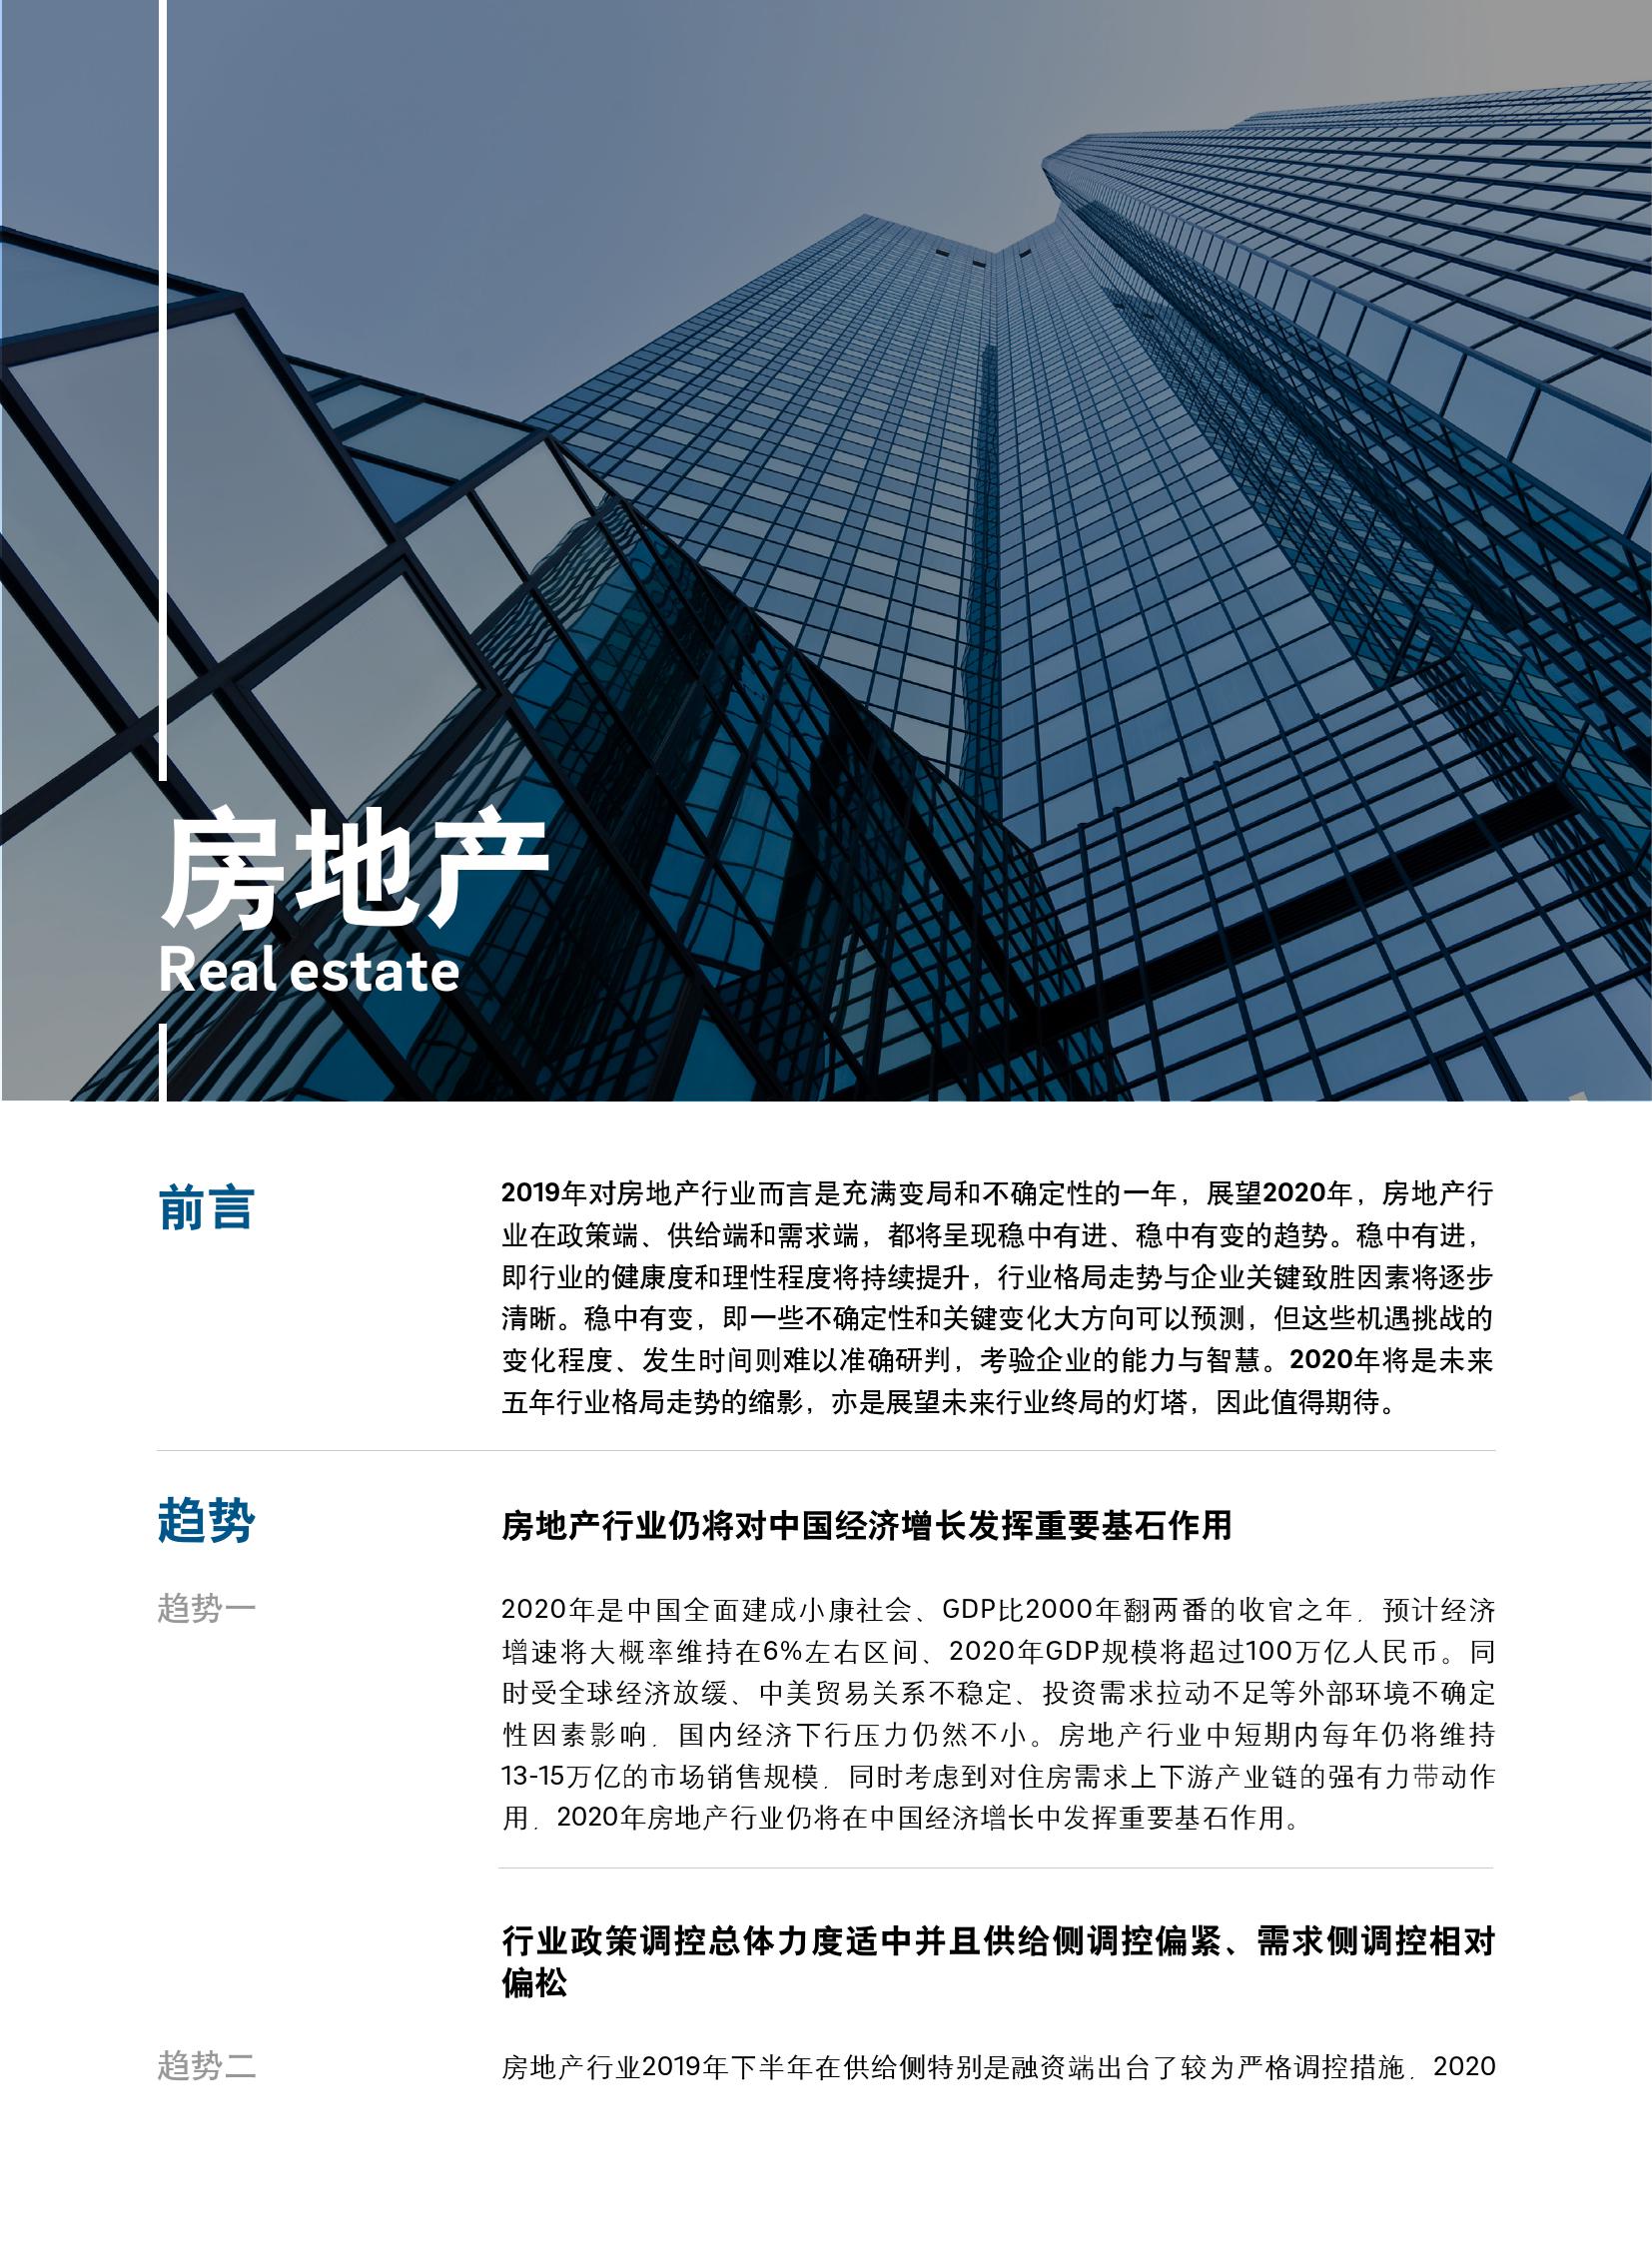 房地产
Real estate
前言
2019年对房地产行业而言是充满变局和不确定性的一年，展望2020年，房地产行
业在政策端、供给端和需求端，都将呈现稳中有进、稳中有变的趋势。稳中有进，
即行业的健康度和理性程度将持续提升，行业格局走势与企业关键致胜因素将逐步
清晰。稳中有变，即一些不确定性和关键变化大方向可以预测，但这些机遇挑战的
变化程度、发生时间则难以准确研判，考验企业的能力与智慧。2020年将是未来
五年行业格局走势的缩影，亦是展望未来行业终局的灯塔，因此值得期待。
趋势
房地产行业仍将对中国经济增长发挥重要基石作用
趋势一
2020年是中国全面建成小康社会、GDP比2000年翻两番的收官之年，预计经济
增速将大概率维持在6%左右区间、2020年GDP规模将超过100万亿人民币。同
时受全球经济放缓、中美贸易关系不稳定、投资需求拉动不足等外部环境不确定
性因素影响，国内经济下行压力仍然不小。房地产行业中短期内每年仍将维持
13-15万亿的市场销售规模，同时考虑到对住房需求上下游产业链的强有力带动作
用，2020年房地产行业仍将在中国经济增长中发挥重要基石作用。
行业政策调控总体力度适中并且供给侧调控偏紧、需求侧调控相对
偏松
趋势二
房地产行业2019年下半年在供给侧特别是融资端出台了较为严格调控措施，2020